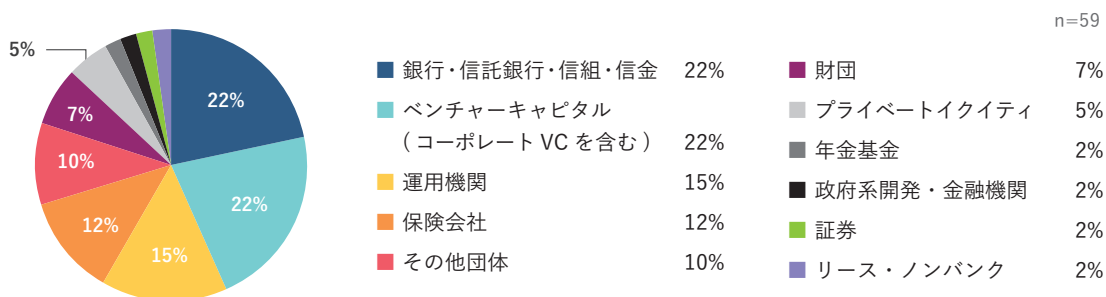 n=59
5%
22%
22%
15%
12%
10%
7%
銀行・信託銀行・信組・信金 22%
ベンチャーキャピタル
(コーポレート VC を含む) 22%
運用機関 15%
保険会社 12%
その他団体 10%
財団 7%
プライベートイクイティ 5%
年金基金 2%
政府系開発・金融機関 2%
証券 2%
リース・ノンバンク 2%